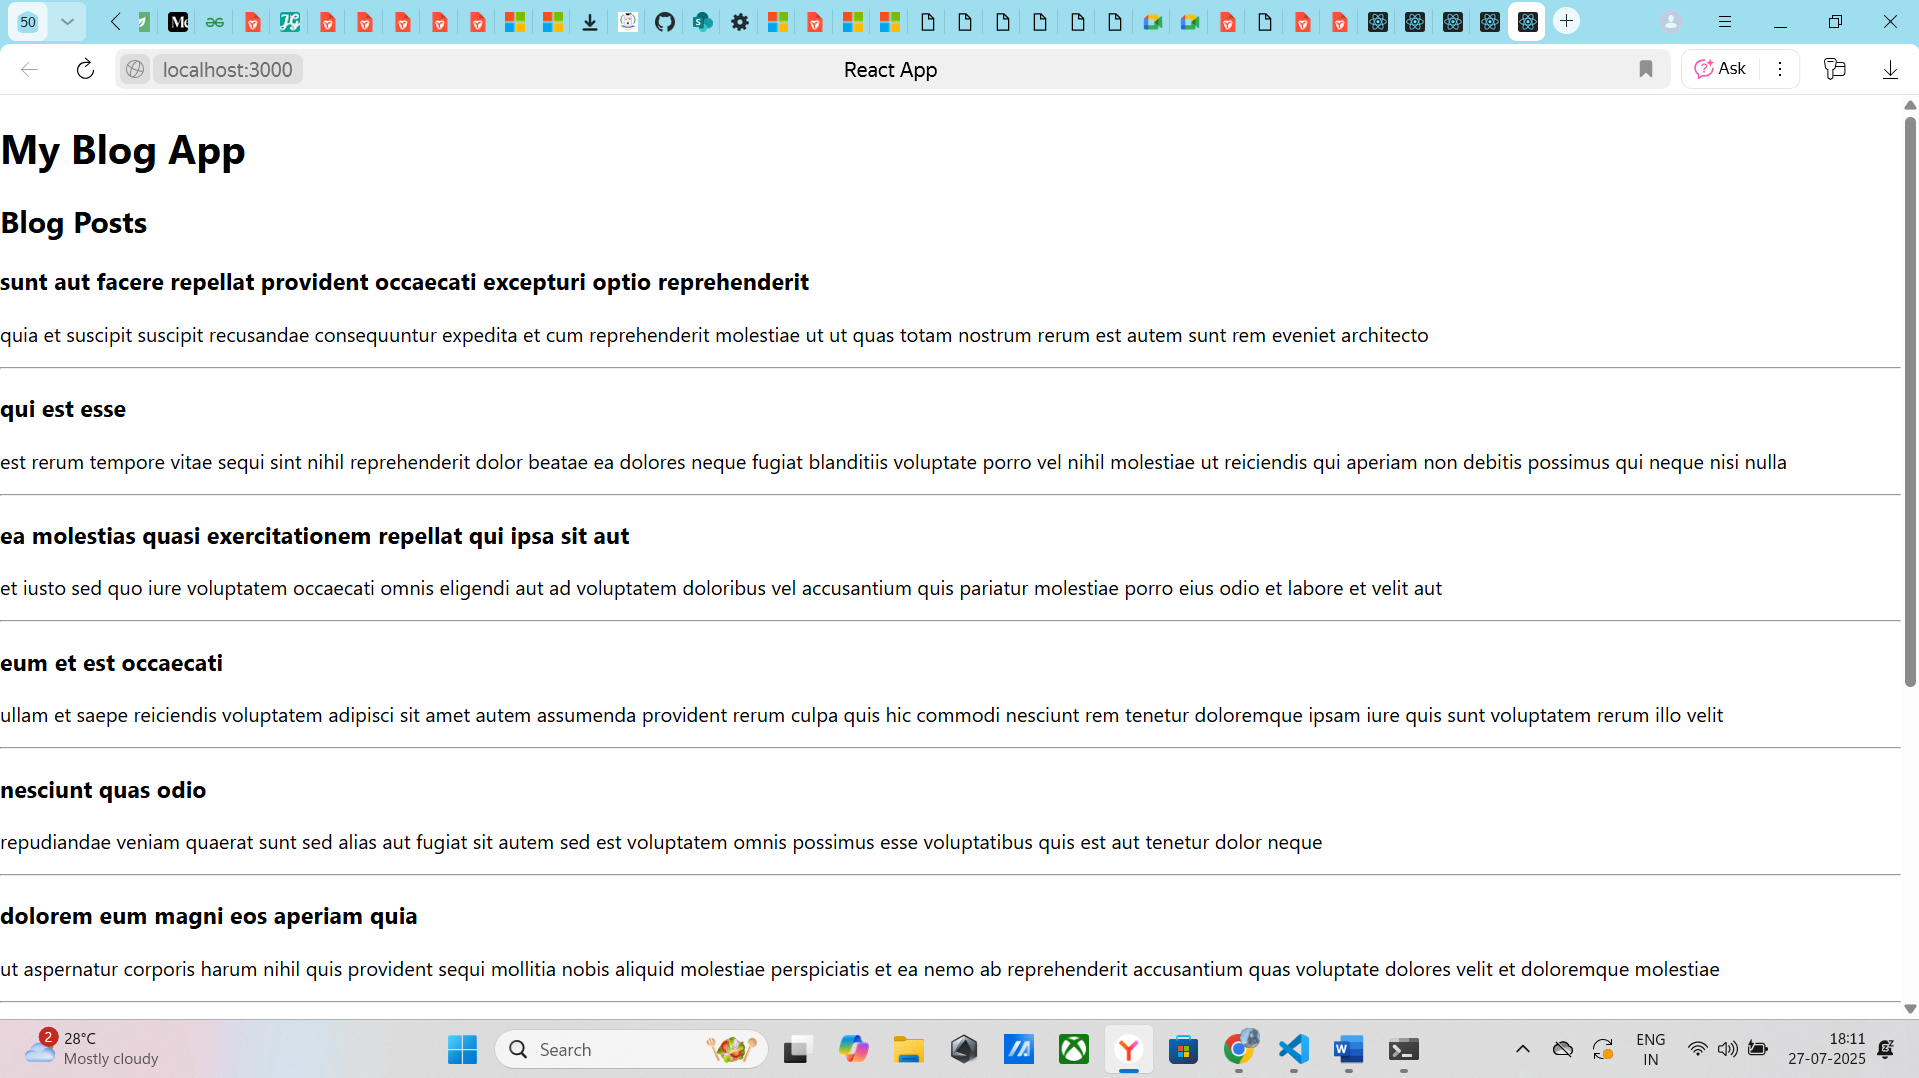 50
localhost:3000
React App
Ask
My Blog App
Blog Posts
sunt aut facere repellat provident occaecati excepturi optio reprehenderit
quia et suscipit suscipit recusandae consequuntur expedita et cum reprehenderit molestiae ut ut quas totam nostrum rerum est autem sunt rem eveniet architecto
qui est esse
est rerum tempore vitae sequi sint nihil reprehenderit dolor beatae ea dolores neque fugiat blanditiis voluptate porro vel nihil molestiae ut reiciendis qui aperiam non debitis possimus qui neque nisi nulla
ea molestias quasi exercitationem repellat qui ipsa sit aut
et iusto sed quo iure voluptatem occaecati omnis eligendi aut ad voluptatem doloribus vel accusantium quis pariatur molestiae porro eius odio et labore et velit aut
eum et est occaecati
ullam et saepe reiciendis voluptatem adipisci sit amet autem assumenda provident rerum culpa quis hic commodi nesciunt rem tenetur doloremque ipsam iure quis sunt voluptatem rerum illo velit
nesciunt quas odio
repudiandae veniam quaerat sunt sed alias aut fugiat sit autem sed est voluptatem omnis possimus esse voluptatibus quis est aut tenetur dolor neque
dolorem eum magni eos aperiam quia
ut aspernatur corporis harum nihil quis provident sequi mollitia nobis aliquid molestiae perspiciatis et ea nemo ab reprehenderit accusantium quas voluptate dolores velit et doloremque molestiae
2
28°C
Mostly cloudy
Search
ENG
IN
18:11
27-07-2025